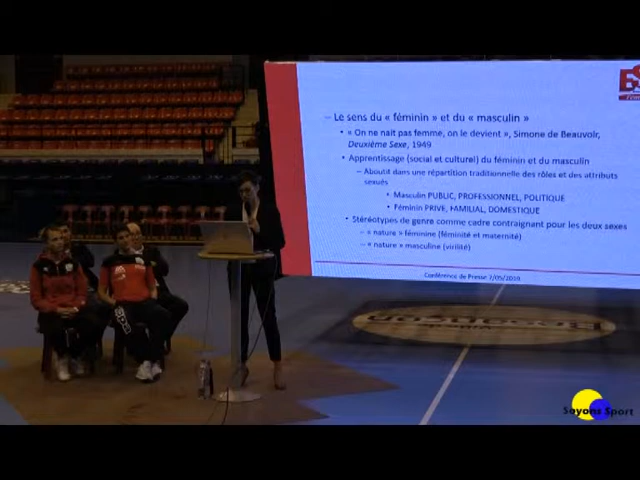 – Le sens du « féminin » et du « masculin »
• « On ne nait pas femme, on le devient », Simone de Beauvoir,
Deuxième Sexe, 1949
• Apprentissage (social et culturel) du féminin et du masculin
– Aboutit dans une répartition traditionnelle des rôles et des attributs
sexués
• Masculin PUBLIC, PROFESSIONNEL, POLITIQUE
• Féminin PRIVE, FAMILIAL, DOMESTIQUE
• Stéréotypes de genre comme cadre contraignant pour les deux sexes
– « nature » féminine (féminité et maternité)
– « nature » masculine (virilité)
Conférence de Presse 7/05/2019
Soyons Sport